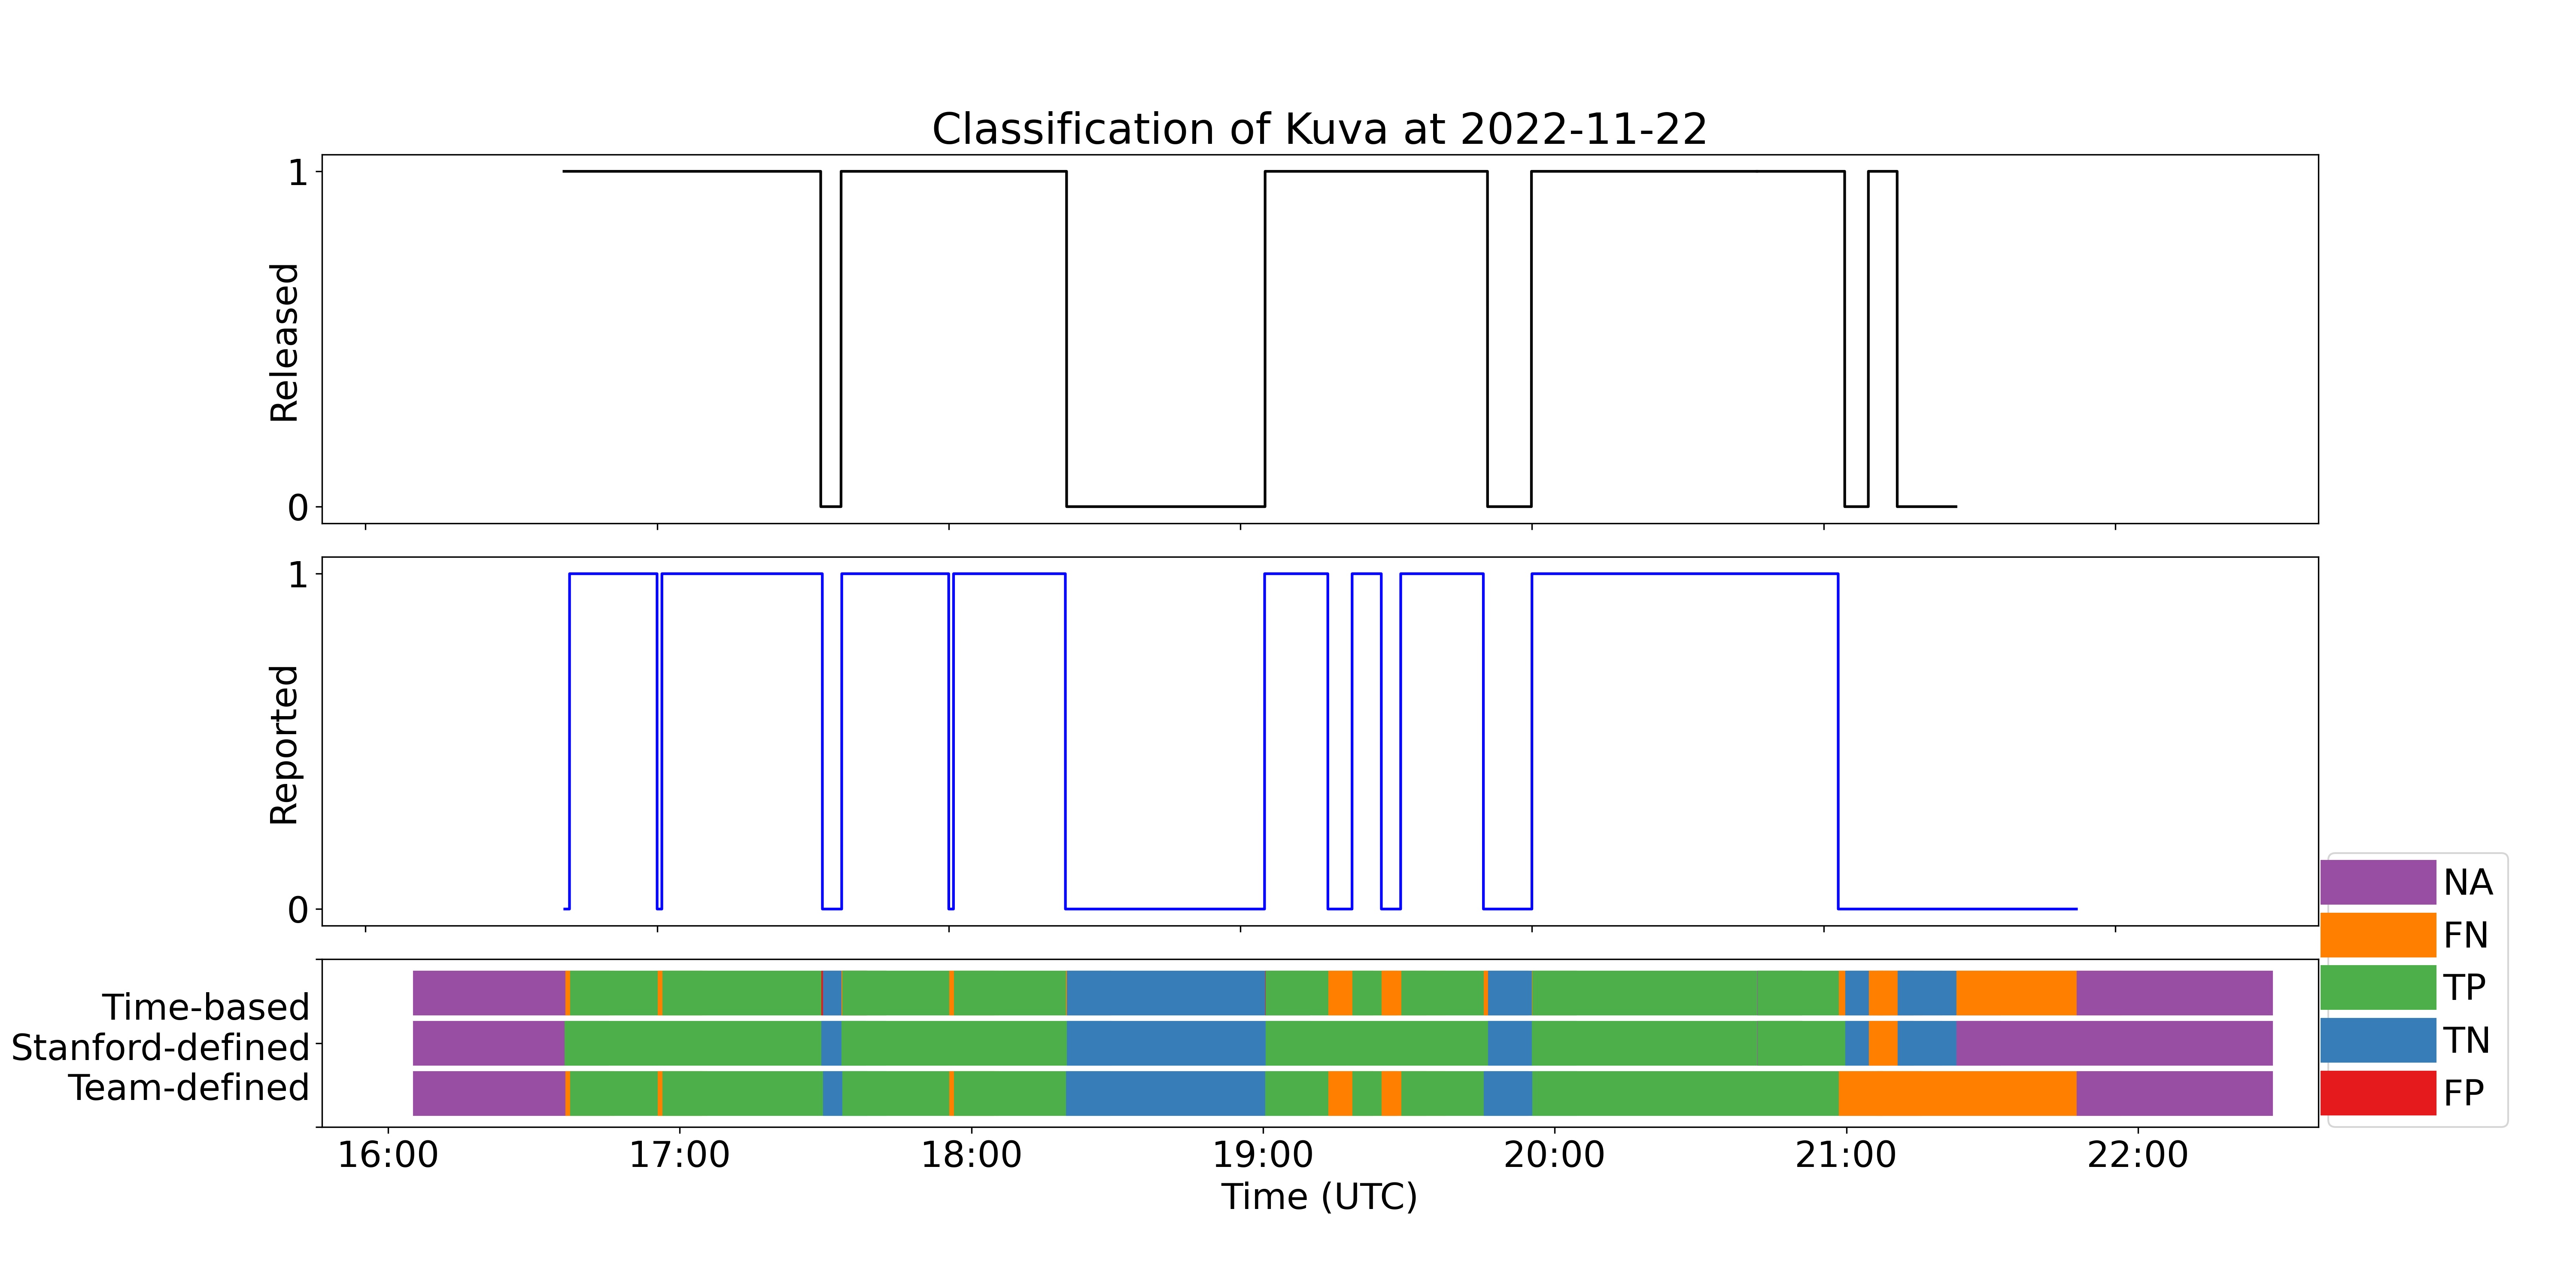 Classification of Kuva at 2022-11-22
1
Released
0
1
Reported
0
NA
FN
TP
TN
FP
Time-based
Stanford-defined
Team-defined
16:00 17:00 18:00 19:00 20:00 21:00 22:00
Time (UTC)